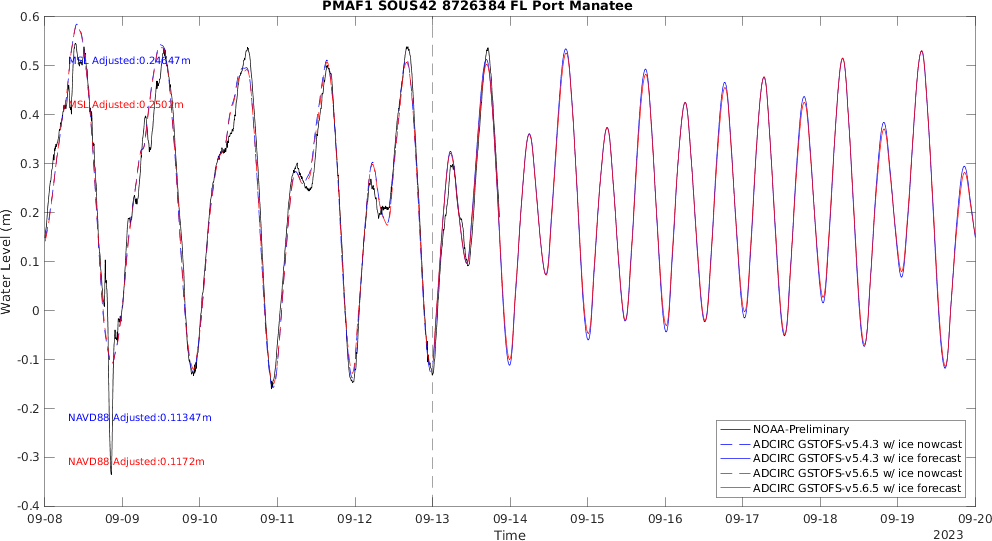 PMAF1 SOUS42 8726384 FL Port Manatee
0.6
0.5
0.4
0.3
0.2
0.1
0
-0.1
-0.2
-0.3
-0.4
Water Level (m)
MSL Adjusted:0.24647m
MSL Adjusted:0.2502m
NAVD88 Adjusted:0.11347m
NAVD88 Adjusted:0.1172m
NOAA-Preliminary
ADCIRC GSTOFS-v5.4.3 w/ ice nowcast
ADCIRC GSTOFS-v5.4.3 w/ ice forecast
ADCIRC GSTOFS-v5.6.5 w/ ice nowcast
ADCIRC GSTOFS-v5.6.5 w/ ice forecast
09-08 09-09 09-10 09-11 09-12 09-13 09-14 09-15 09-16 09-17 09-18 09-19 09-20
Time
2023